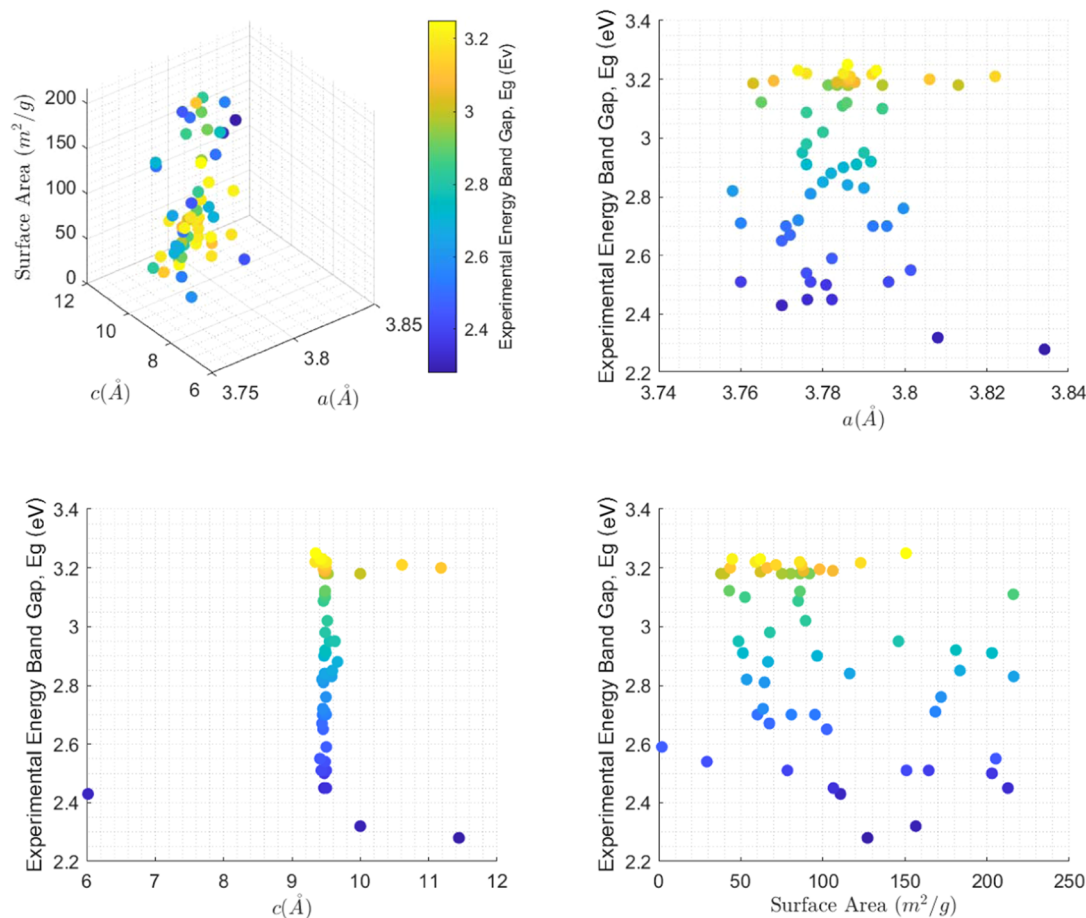 Surface Area (m²/g)
200
150
100
50
0
12
10
8
6
c(Å)
3.75
3.8
3.85
a(Å)
3.2
3
2.8
2.6
2.4
Experimental Energy Band Gap, Eg (Ev)
Experimental Energy Band Gap, Eg (eV)
3.4
3.2
3
2.8
2.6
2.4
2.2
3.74 3.76 3.78 3.8 3.82 3.84
a(Å)
Experimental Energy Band Gap, Eg (eV)
3.4
3.2
3
2.8
2.6
2.4
2.2
6 7 8 9 10 11 12
c(Å)
Experimental Energy Band Gap, Eg (eV)
3.4
3.2
3
2.8
2.6
2.4
2.2
0 50 100 150 200 250
Surface Area (m²/g)